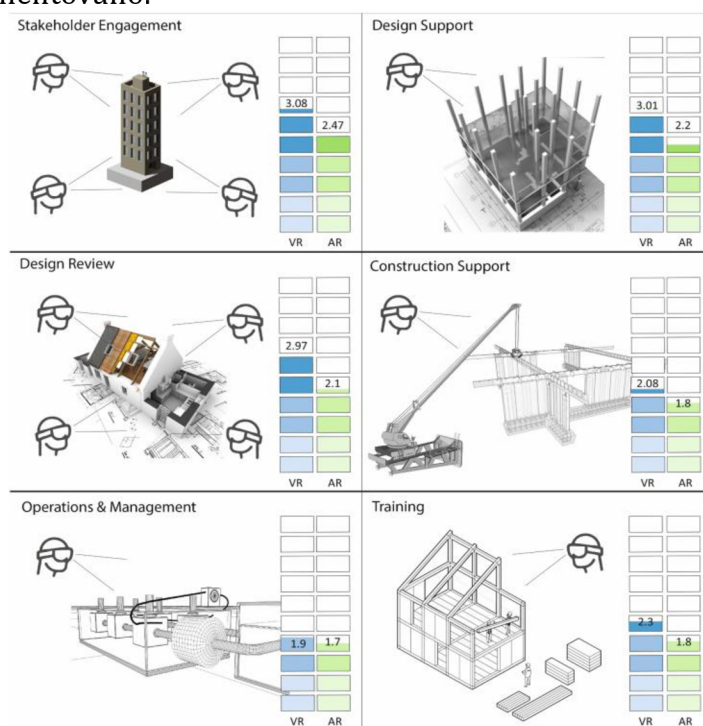 Stakeholder Engagement
3.08
2.47
VR AR
Design Support
3.01
2.2
VR AR
Design Review
2.97
2.1
VR AR
Construction Support
2.08
1.8
VR AR
Operations & Management
1.9
1.7
VR AR
Training
2.3
1.8
VR AR